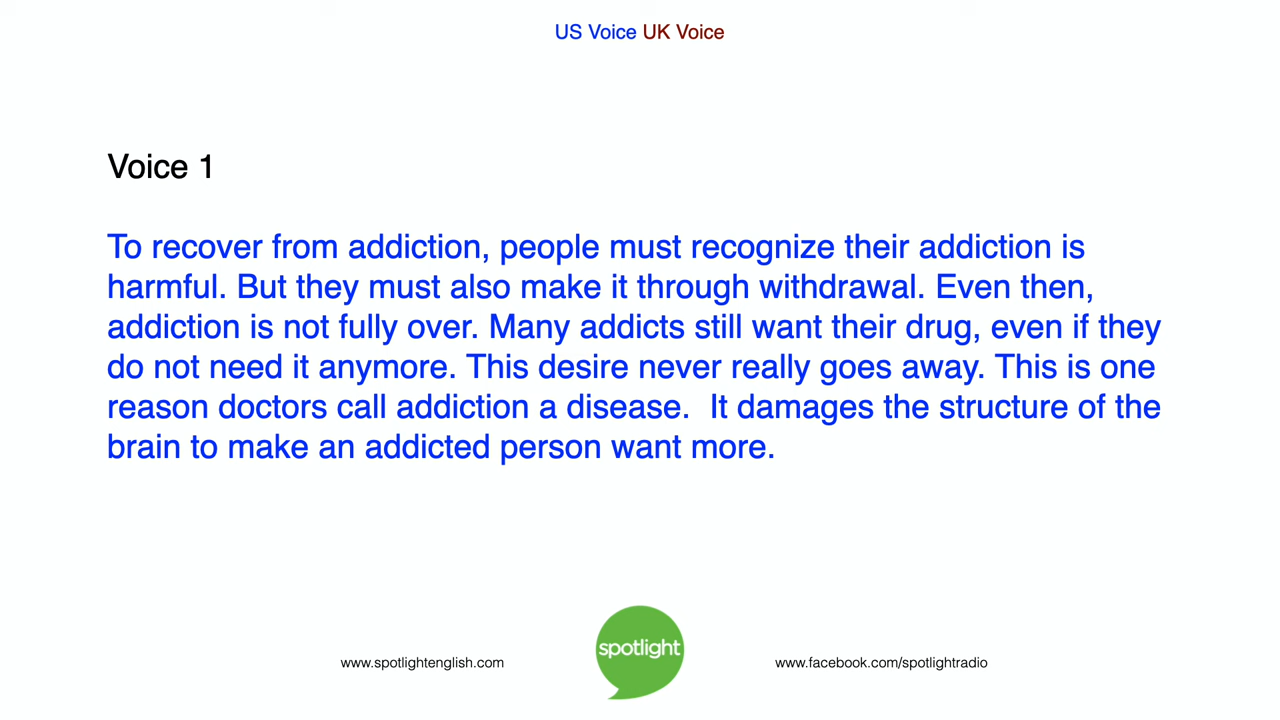 US Voice UK Voice
Voice 1
To recover from addiction, people must recognize their addiction is
harmful. But they must also make it through withdrawal. Even then,
addiction is not fully over. Many addicts still want their drug, even if they
do not need it anymore. This desire never really goes away. This is one
reason doctors call addiction a disease.  It damages the structure of the
brain to make an addicted person want more.
spotlight
www.spotlightenglish.com
www.facebook.com/spotlightradio